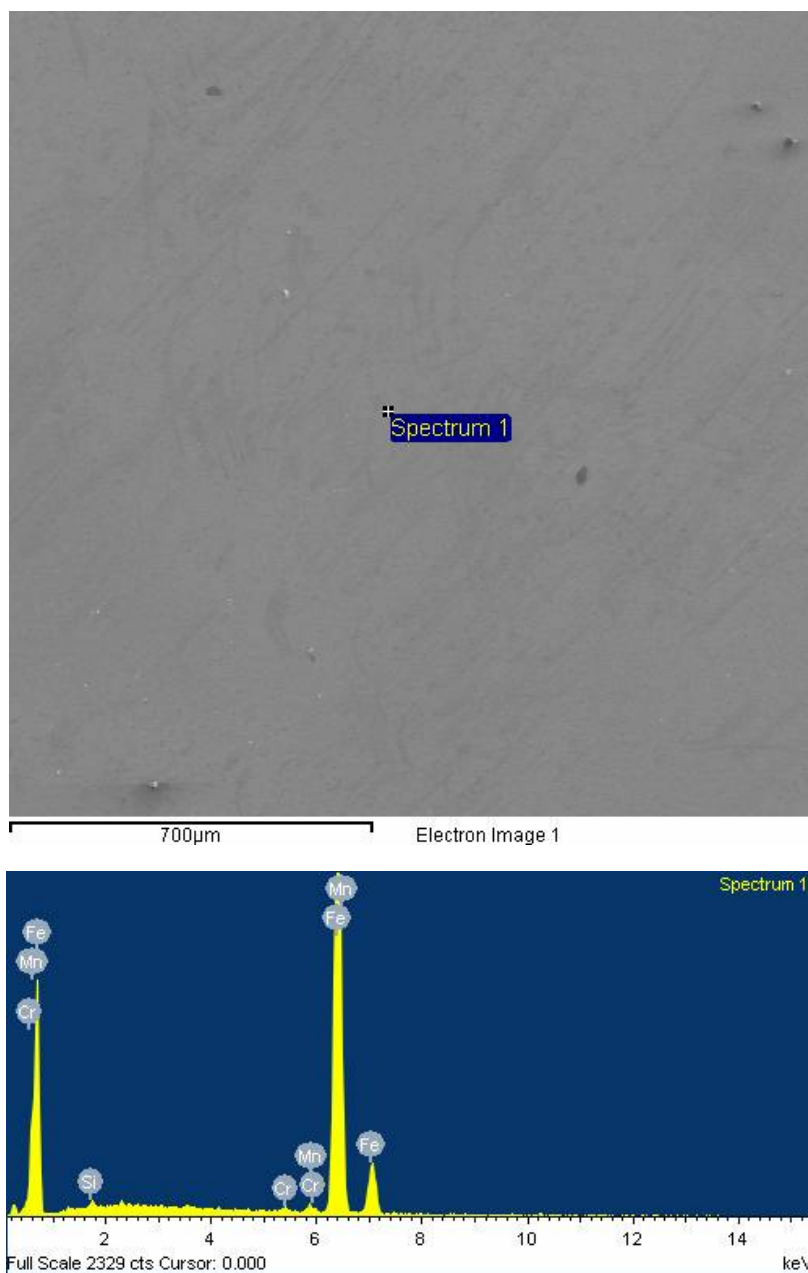 Spectrum 1
700µm Electron Image 1
Spectrum 1
Mn
Fe
Fe
Mn
Cr
Fe
Mn
Si
Cr
Cr
2 4 6 8 10 12 14
Full Scale 2329 cts Cursor: 0.000 keV